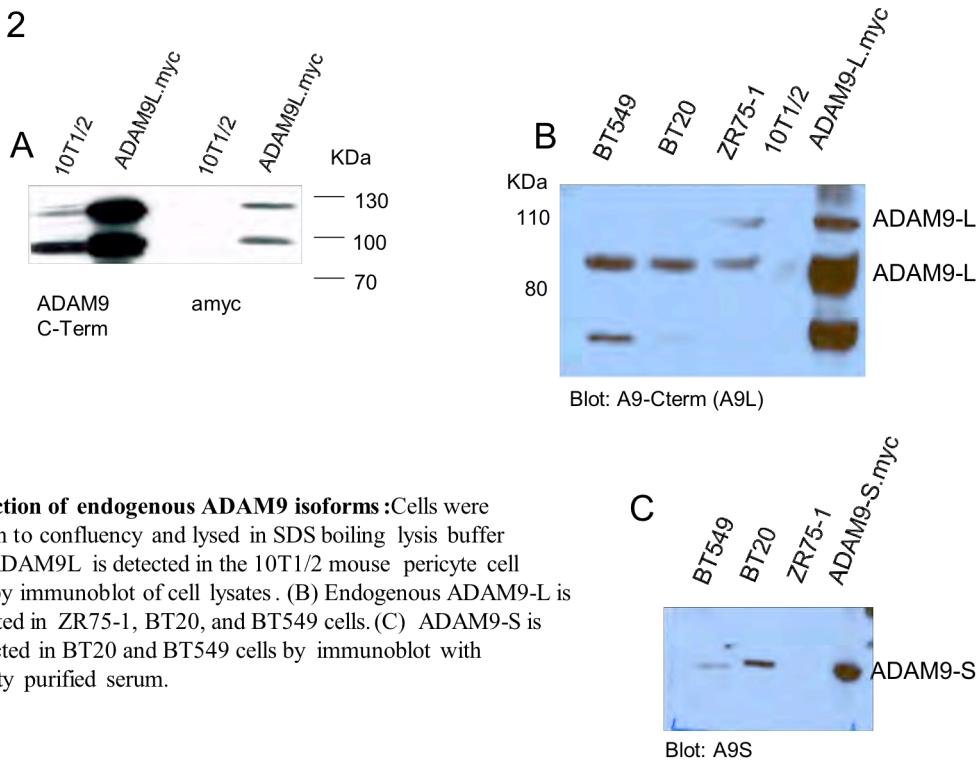 2
A
10T1/2
ADAM9L.myc
10T1/2
ADAM9L.myc
KDa
130
100
70
ADAM9
C-Term
amyc
B
BT549
BT20
ZR75-1
10T1/2
ADAM9-L.myc
KDa
110
80
ADAM9-L
ADAM9-L
Blot: A9-Cterm (A9L)
ction of endogenous ADAM9 isoforms :Cells were
n to confluency and lysed in SDS boiling lysis buffer
ADAM9L is detected in the 10T1/2 mouse pericyte cell
by immunoblot of cell lysates . (B) Endogenous ADAM9-L is
ted in ZR75-1, BT20, and BT549 cells. (C) ADAM9-S is
cted in BT20 and BT549 cells by immunoblot with
ty purified serum.
C
BT549
BT20
ZR75-1
ADAM9-S.myc
ADAM9-S
Blot: A9S